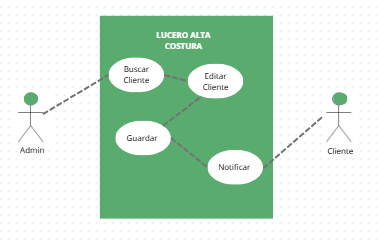 LUCERO ALTA
COSTURA
Buscar
Cliente
Editar
Cliente
Guardar
Notificar
Admin
Cliente